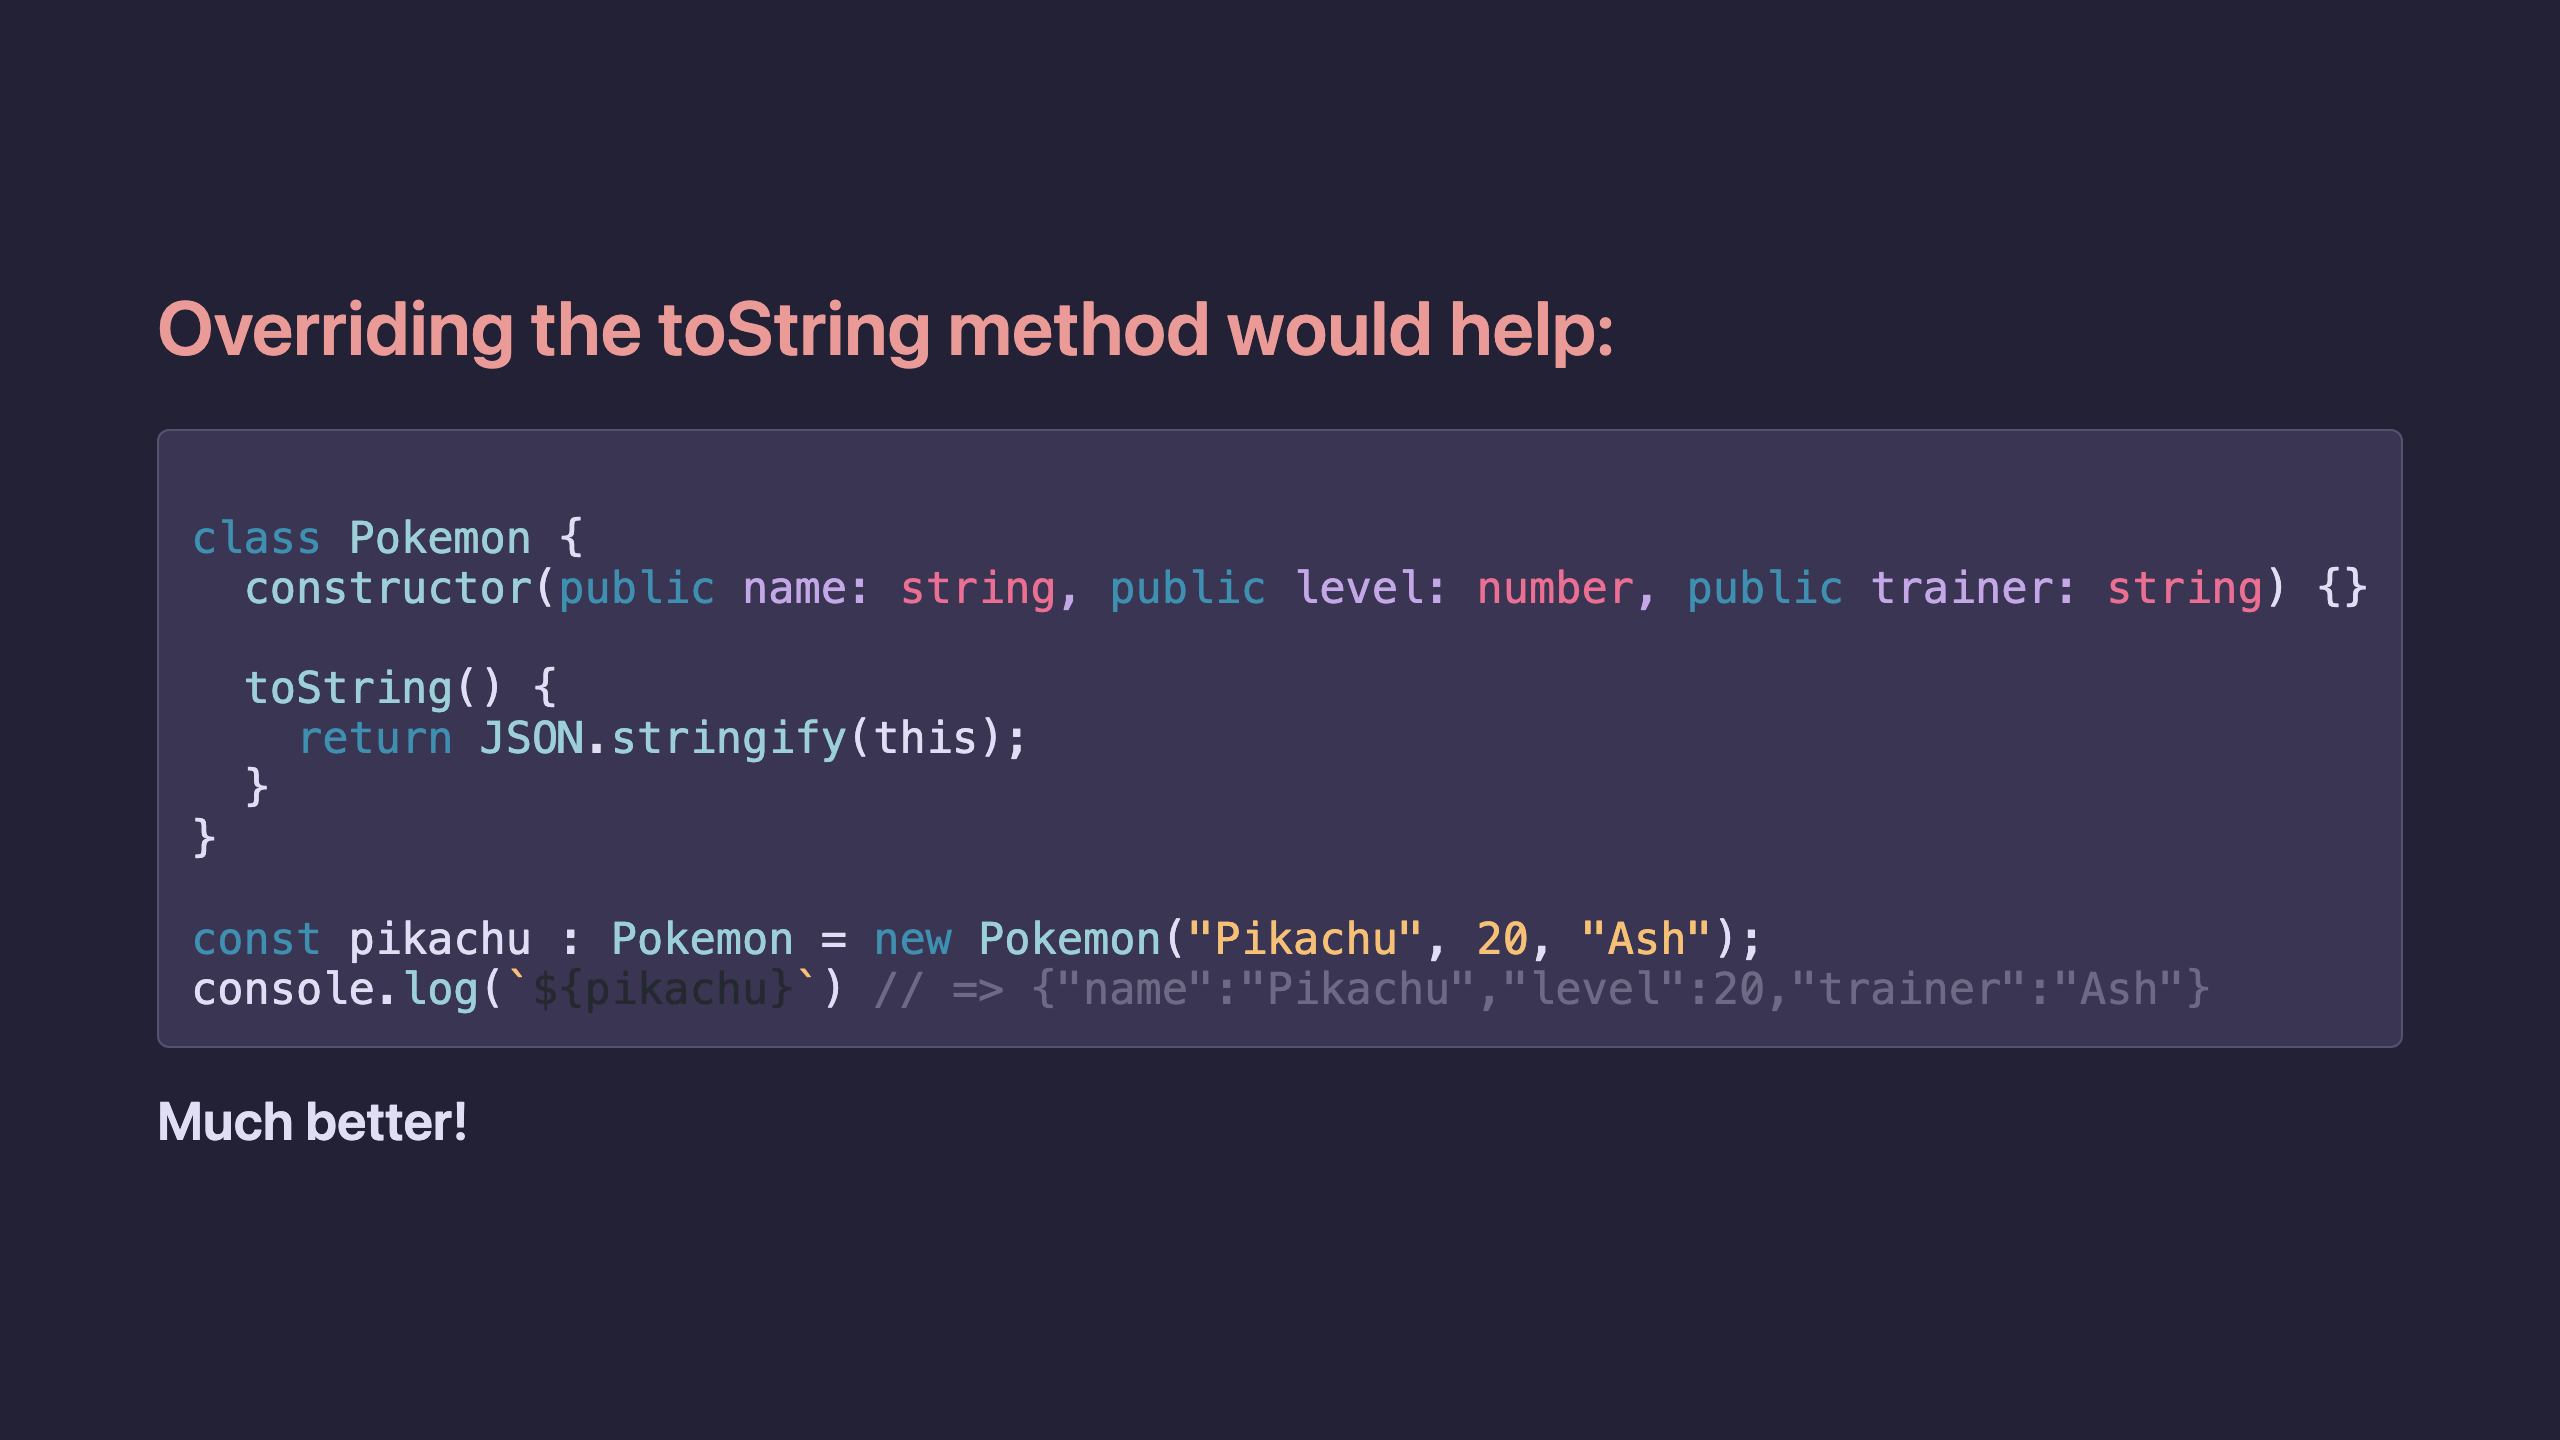 Overriding the toString method would help:
class Pokemon {
  constructor(public name: string, public level: number, public trainer: string) {}
  toString() {
    return JSON.stringify(this);
  }
}
const pikachu : Pokemon = new Pokemon("Pikachu", 20, "Ash");
console.log(`${pikachu}`) // => {"name":"Pikachu","level":20,"trainer":"Ash"}
Much better!